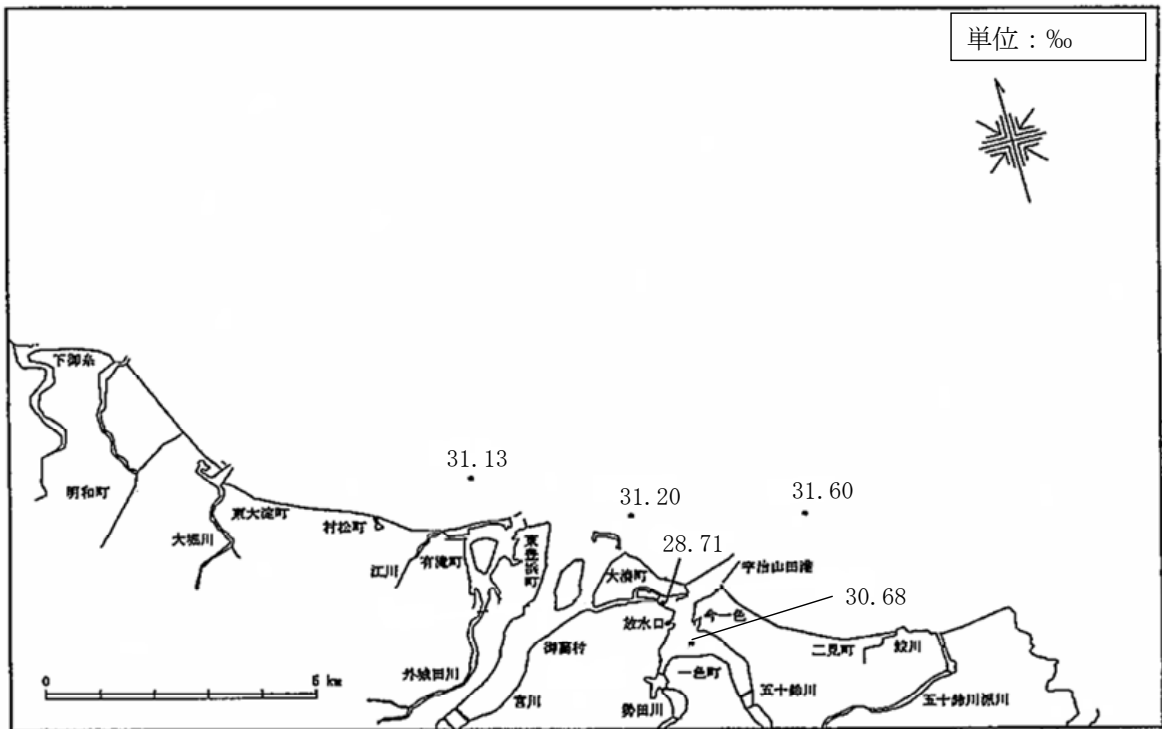 単位：‰
下御糸
31.13
31.20
31.60
明和町
東大淀町
村松町
28.71
大堀川
江川
有滝町
東豊浜町
大湊町
宇治山田港
30.68
放水口
今一色
御薗村
二見町
鮫川
外城田川
一色町
0
6 km
宮川
勢田川
五十鈴川
五十鈴川派川